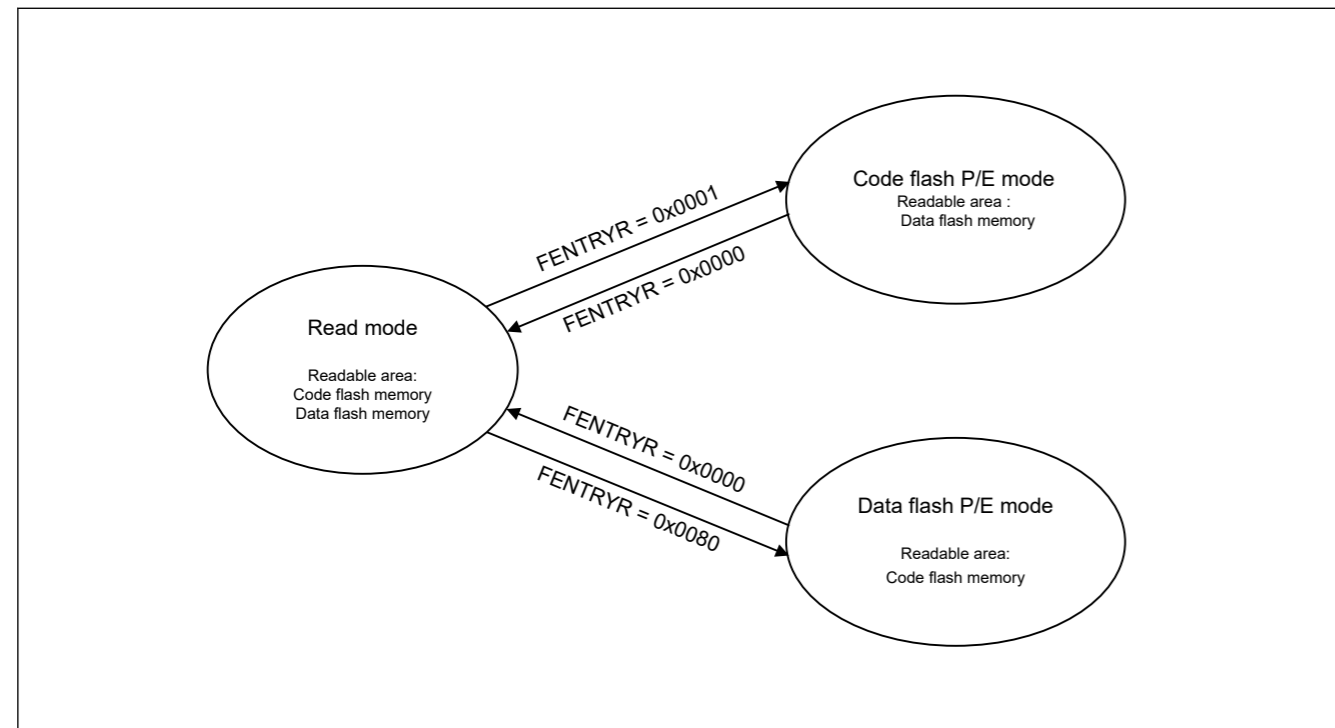 Code flash P/E mode
Readable area :
Data flash memory
FENTRYR = 0x0001
FENTRYR = 0x0000
Read mode
Readable area:
Code flash memory
Data flash memory
FENTRYR = 0x0000
FENTRYR = 0x0080
Data flash P/E mode
Readable area:
Code flash memory